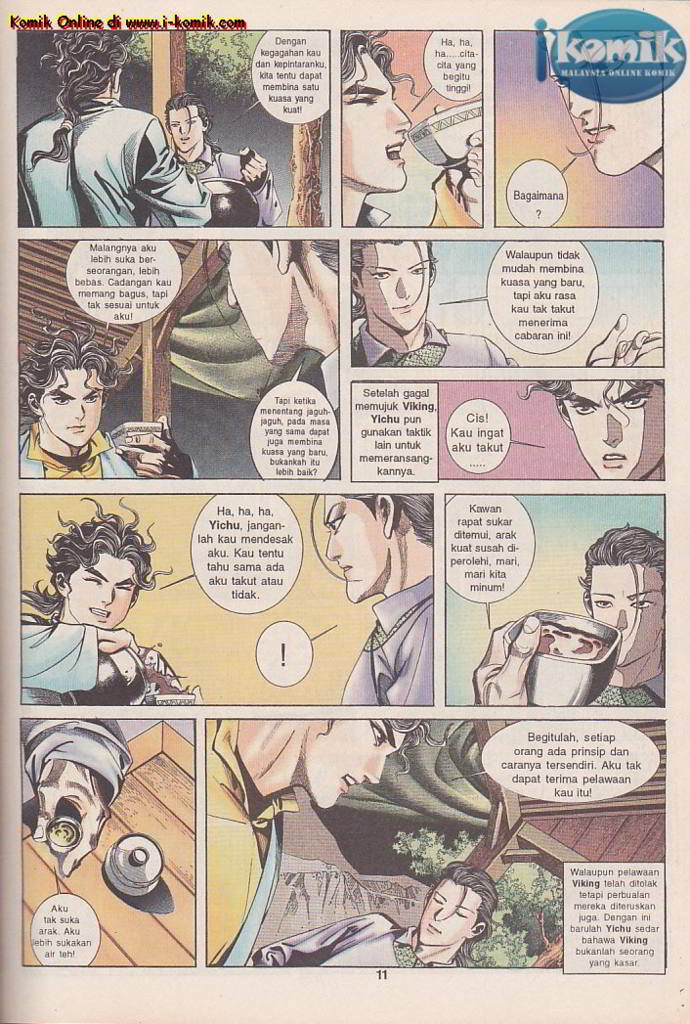 Komik Online di www.i-komik.com
ikomik
MALAYSIA ONLINE KOMIK
Dengan
kegagahan kau
dan kepintaranku,
kita tentu dapat
membina satu
kuasa yang
kuat!
Ha, ha,
ha.....cita-
cita yang
begitu
tinggi!
Bagaimana
?
Malangnya aku
lebih suka ber-
seorangan, lebih
bebas. Cadangan kau
memang bagus, tapi
tak sesuai untuk
aku!
Tapi ketika
menentang jaguh-
jaguh, pada masa
yang sama dapat
juga membina
kuasa yang baru,
bukankah itu
lebih baik?
Walaupun tidak
mudah membina
kuasa yang baru,
tapi aku rasa
kau tak takut
menerima
cabaran ini!
Setelah gagal
memujuk Viking,
Yichu pun
gunakan taktik
lain untuk
memeransang-
kannya.
Cis!
Kau ingat
aku takut
.....
Ha, ha, ha,
Yichu, jangan-
lah kau mendesak
aku. Kau tentu
tahu sama ada
aku takut atau
tidak.
!
Kawan
rapat sukar
ditemui, arak
kuat susah di-
perolehi, mari,
mari kita
minum!
Aku
tak suka
arak. Aku
lebih sukakan
air teh!
Begitulah, setiap
orang ada prinsip dan
caranya tersendiri. Aku tak
dapat terima pelawaan
kau itu!
Walaupun pelawaan
Viking telah ditolak
tetapi perbualan
mereka diteruskan
juga. Dengan ini
barulah Yichu sedar
bahawa Viking
bukanlah seorang
yang kasar.
11